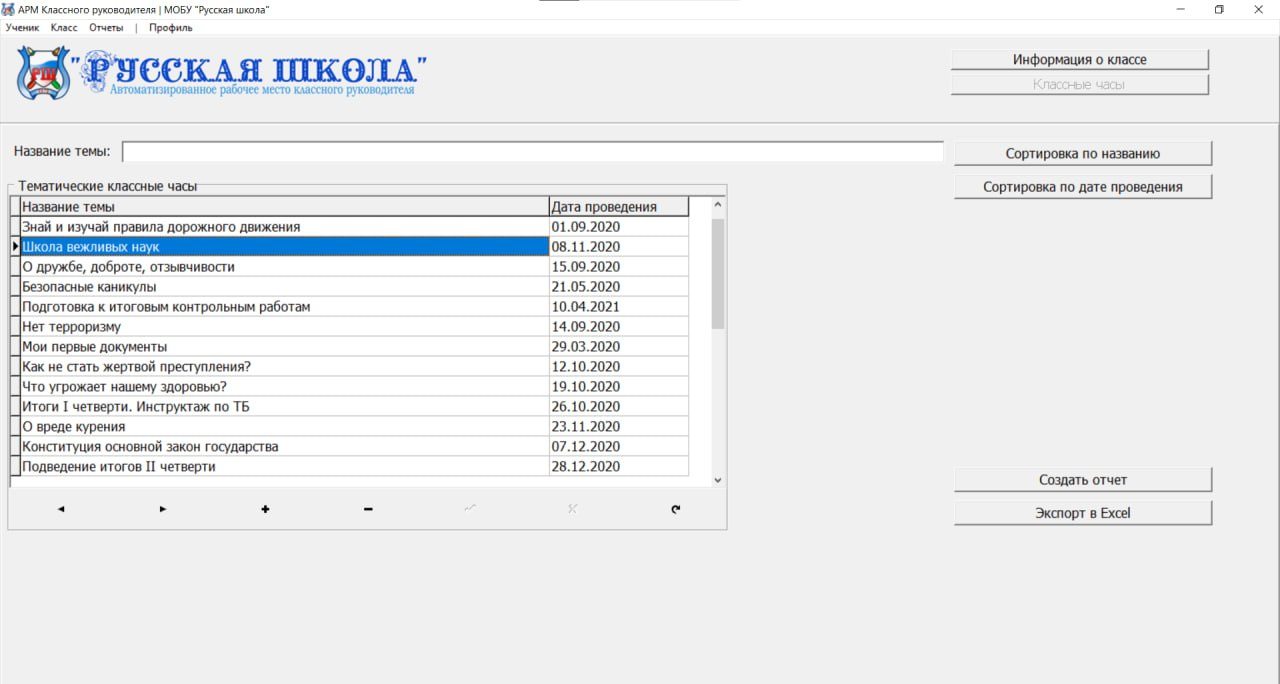 АРМ Классного руководителя | МОБУ "Русская школа"
Ученик Класс Отчеты | Профиль
РШ
"РУССКАЯ ШКОЛА"
Автоматизированное рабочее место классного руководителя
Информация о классе
Классные часы
Название темы:
Сортировка по названию
Сортировка по дате проведения
Тематические классные часы
Название темы Дата проведения
Знай и изучай правила дорожного движения 01.09.2020
Школа вежливых наук 08.11.2020
О дружбе, доброте, отзывчивости 15.09.2020
Безопасные каникулы 21.05.2020
Подготовка к итоговым контрольным работам 10.04.2021
Нет терроризму 14.09.2020
Мои первые документы 29.03.2020
Как не стать жертвой преступления? 12.10.2020
Что угрожает нашему здоровью? 19.10.2020
Итоги I четверти. Инструктаж по ТБ 26.10.2020
О вреде курения 23.11.2020
Конституция основной закон государства 07.12.2020
Подведение итогов II четверти 28.12.2020
Создать отчет
Экспорт в Excel